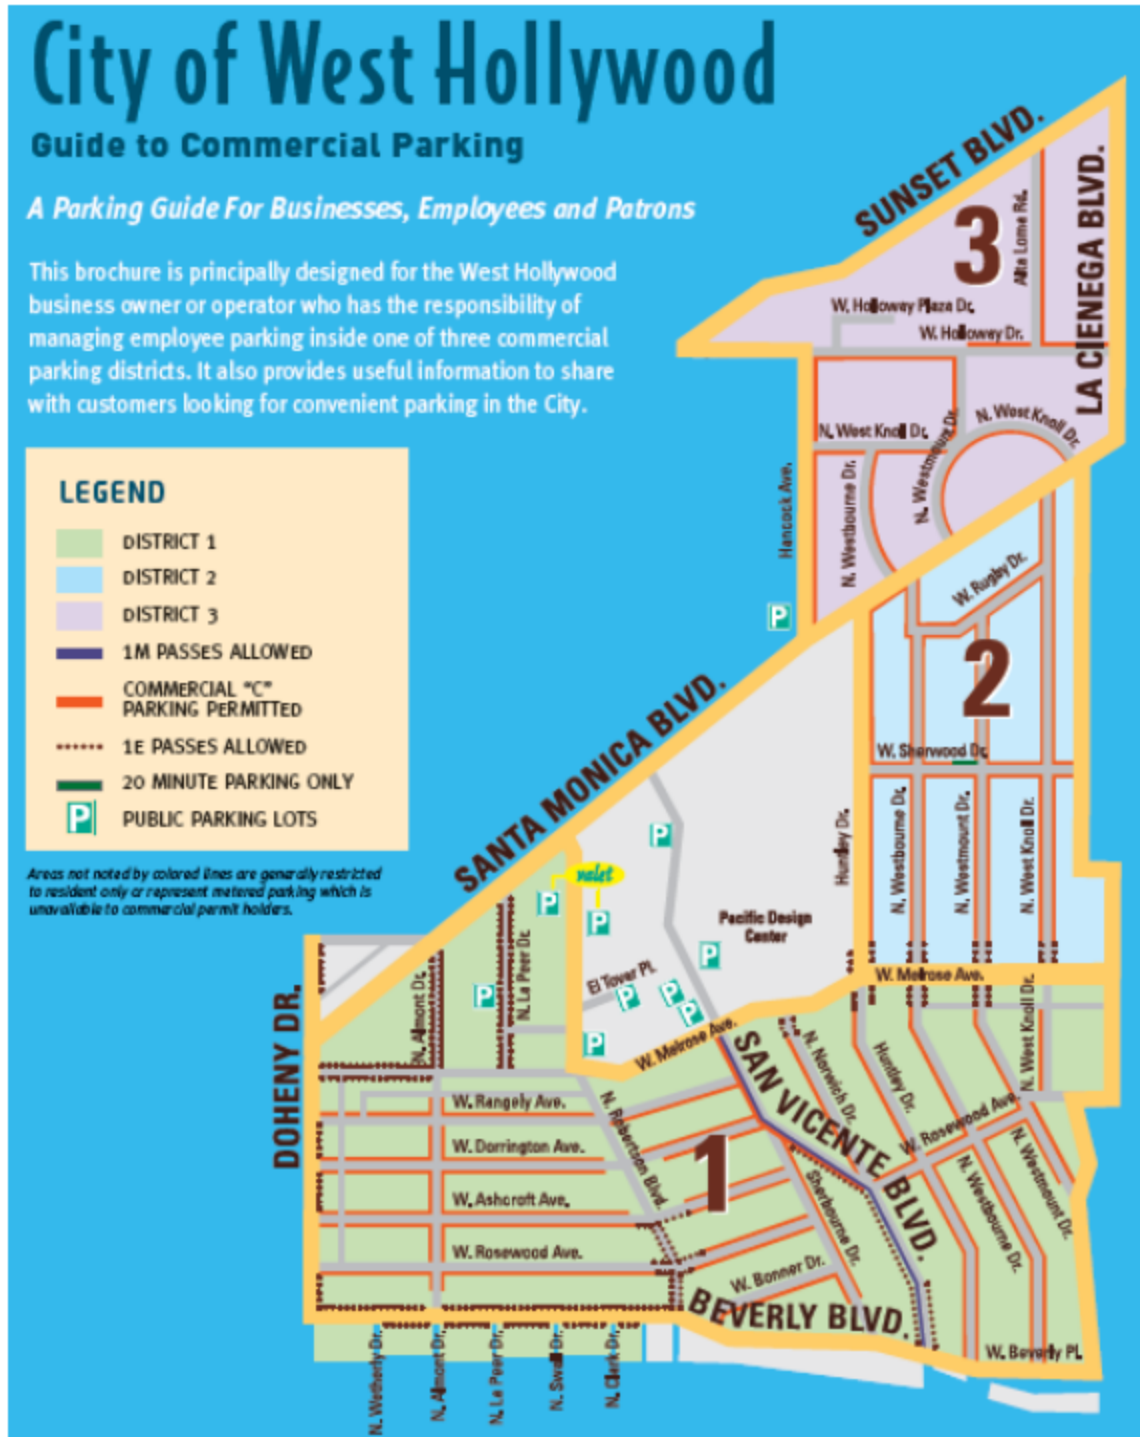 City of West Hollywood
Guide to Commercial Parking
A Parking Guide For Businesses, Employees and Patrons
This brochure is principally designed for the West Hollywood
business owner or operator who has the responsibility of
managing employee parking inside one of three commercial
parking districts. It also provides useful information to share
with customers looking for convenient parking in the City.
LEGEND
DISTRICT 1
DISTRICT 2
DISTRICT 3
1M PASSES ALLOWED
COMMERCIAL "C"
PARKING PERMITTED
1E PASSES ALLOWED
20 MINUTE PARKING ONLY
P PUBLIC PARKING LOTS
Areas not noted by colored lines are generally restricted
to resident only or represent metered parking which is
unavailable to commercial permit holders.
SUNSET BLVD.
3
Alta Loma Rd.
LA CIENEGA BLVD.
W. Holloway Plaza Dr.
W. Holloway Dr.
N. West Knoll Dr.
N. West Knoll Dr.
N. Westmount Dr.
N. Westbourne Dr.
Hancock Ave.
P
W. Rugby Dr.
2
SANTA MONICA BLVD.
W. Sherwood Dr.
Huntley Dr.
N. Westbourne Dr.
N. Westmount Dr.
N. West Knoll Dr.
P
valet
P
P
Pacific Design
Center
P
El Tovar Pl.
P
P
P
P
P
N. La Peer Dr.
N. Almont Dr.
W. Melrose Ave.
W. Melrose Ave.
DOHENY DR.
SAN VICENTE BLVD.
N. Norwich Dr.
Huntley Dr.
N. West Knoll Dr.
W. Rosewood Ave.
N. Westbourne Dr.
N. Westmount Dr.
W. Rangely Ave.
N. Robertson Blvd.
W. Dorrington Ave.
1
W. Ashcroft Ave.
Sherbourne Dr.
W. Rosewood Ave.
W. Bonner Dr.
BEVERLY BLVD.
W. Beverly Pl.
N. Wetherly Dr.
N. Almont Dr.
N. La Peer Dr.
N. Swall Dr.
N. Clark Dr.